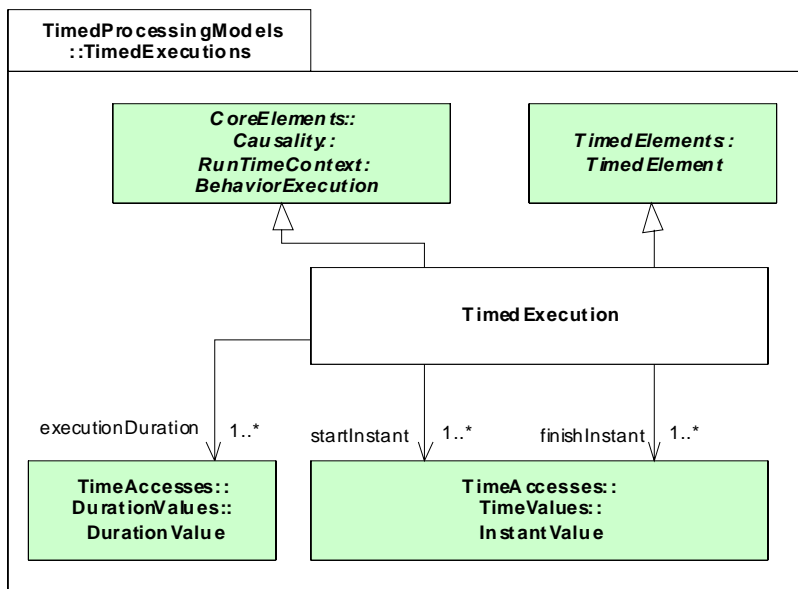 TimedProcessingModels
::TimedExecutions
CoreElements::
Causality::
RunTimeContext:
BehaviorExecution
TimedElements::
TimedElement
TimedExecution
executionDuration
1..*
startInstant
1..*
finishInstant
1..*
TimeAccesses::
DurationValues::
DurationValue
TimeAccesses::
TimeValues::
InstantValue